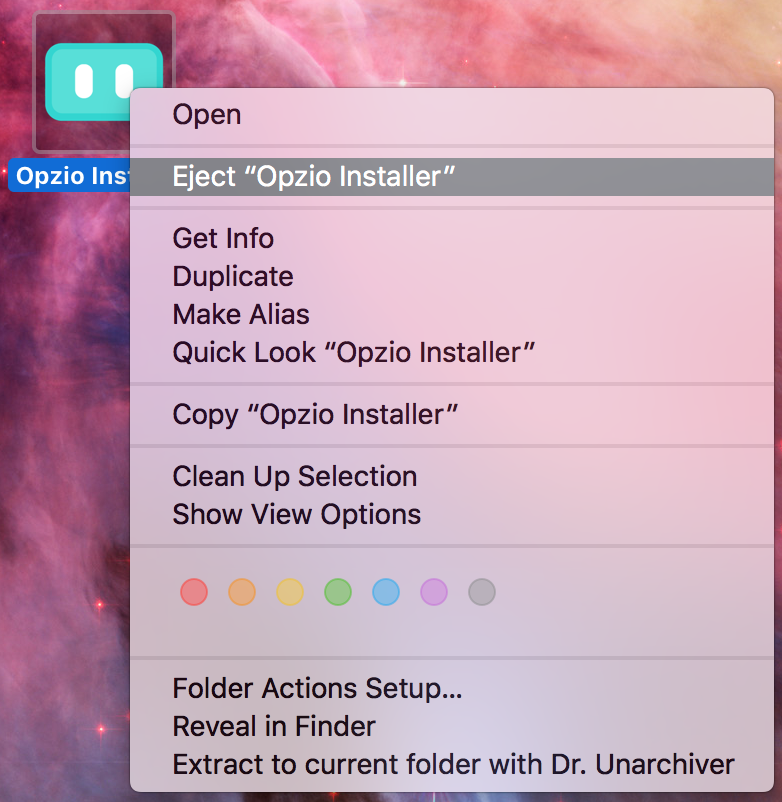 Open
Opzio Inst
Eject “Opzio Installer”
Get Info
Duplicate
Make Alias
Quick Look “Opzio Installer”
Copy “Opzio Installer”
Clean Up Selection
Show View Options
Folder Actions Setup...
Reveal in Finder
Extract to current folder with Dr. Unarchiver